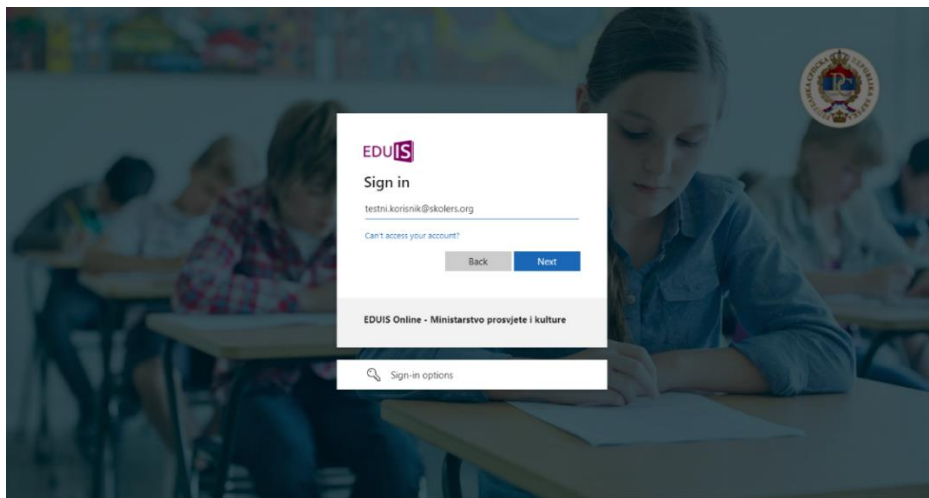 EDUIS
Sign in
testni.korisnik@skolers.org
Can't access your account?
Back Next
EDUIS Online - Ministarstvo prosvjete i kulture
Sign-in options